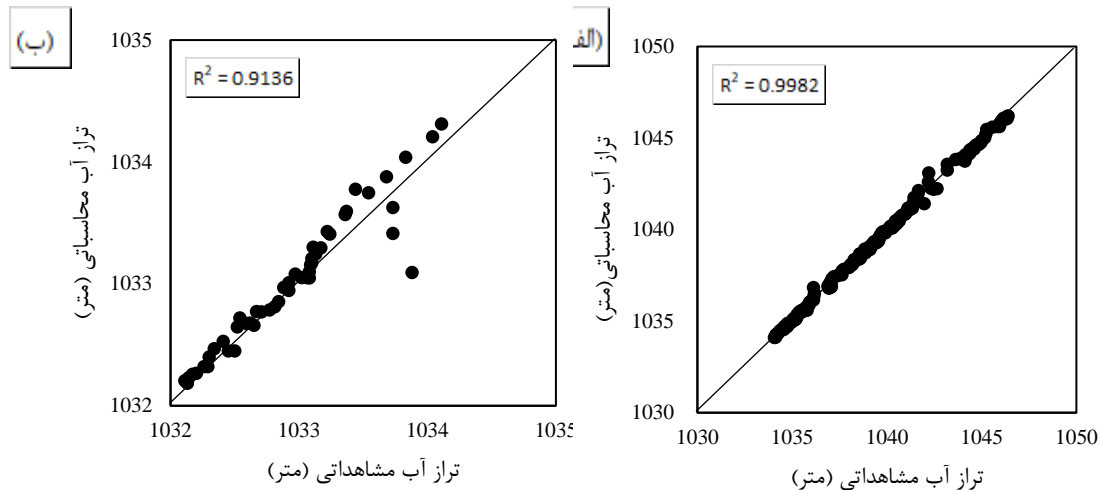 (الف
R² = 0.9982
تراز آب محاسباتی(متر)
1050
1045
1040
1035
1030
1030 1035 1040 1045 1050
تراز آب مشاهداتی (متر)
(ب)
R² = 0.9136
تراز آب محاسباتی (متر)
1035
1034
1033
1032
1032 1033 1034 1035
تراز آب مشاهداتی (متر)